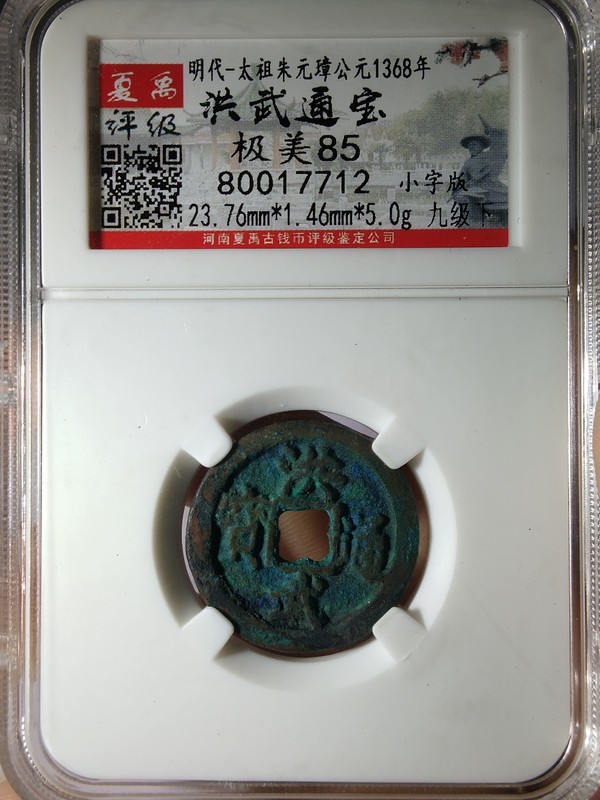 夏禹
评级
明代-太祖朱元璋公元1368年
洪武通宝
极美85
80017712 小字版
23.76mm*1.46mm*5.0g 九级下
河南夏禹古钱币评级鉴定公司
洪武通寳